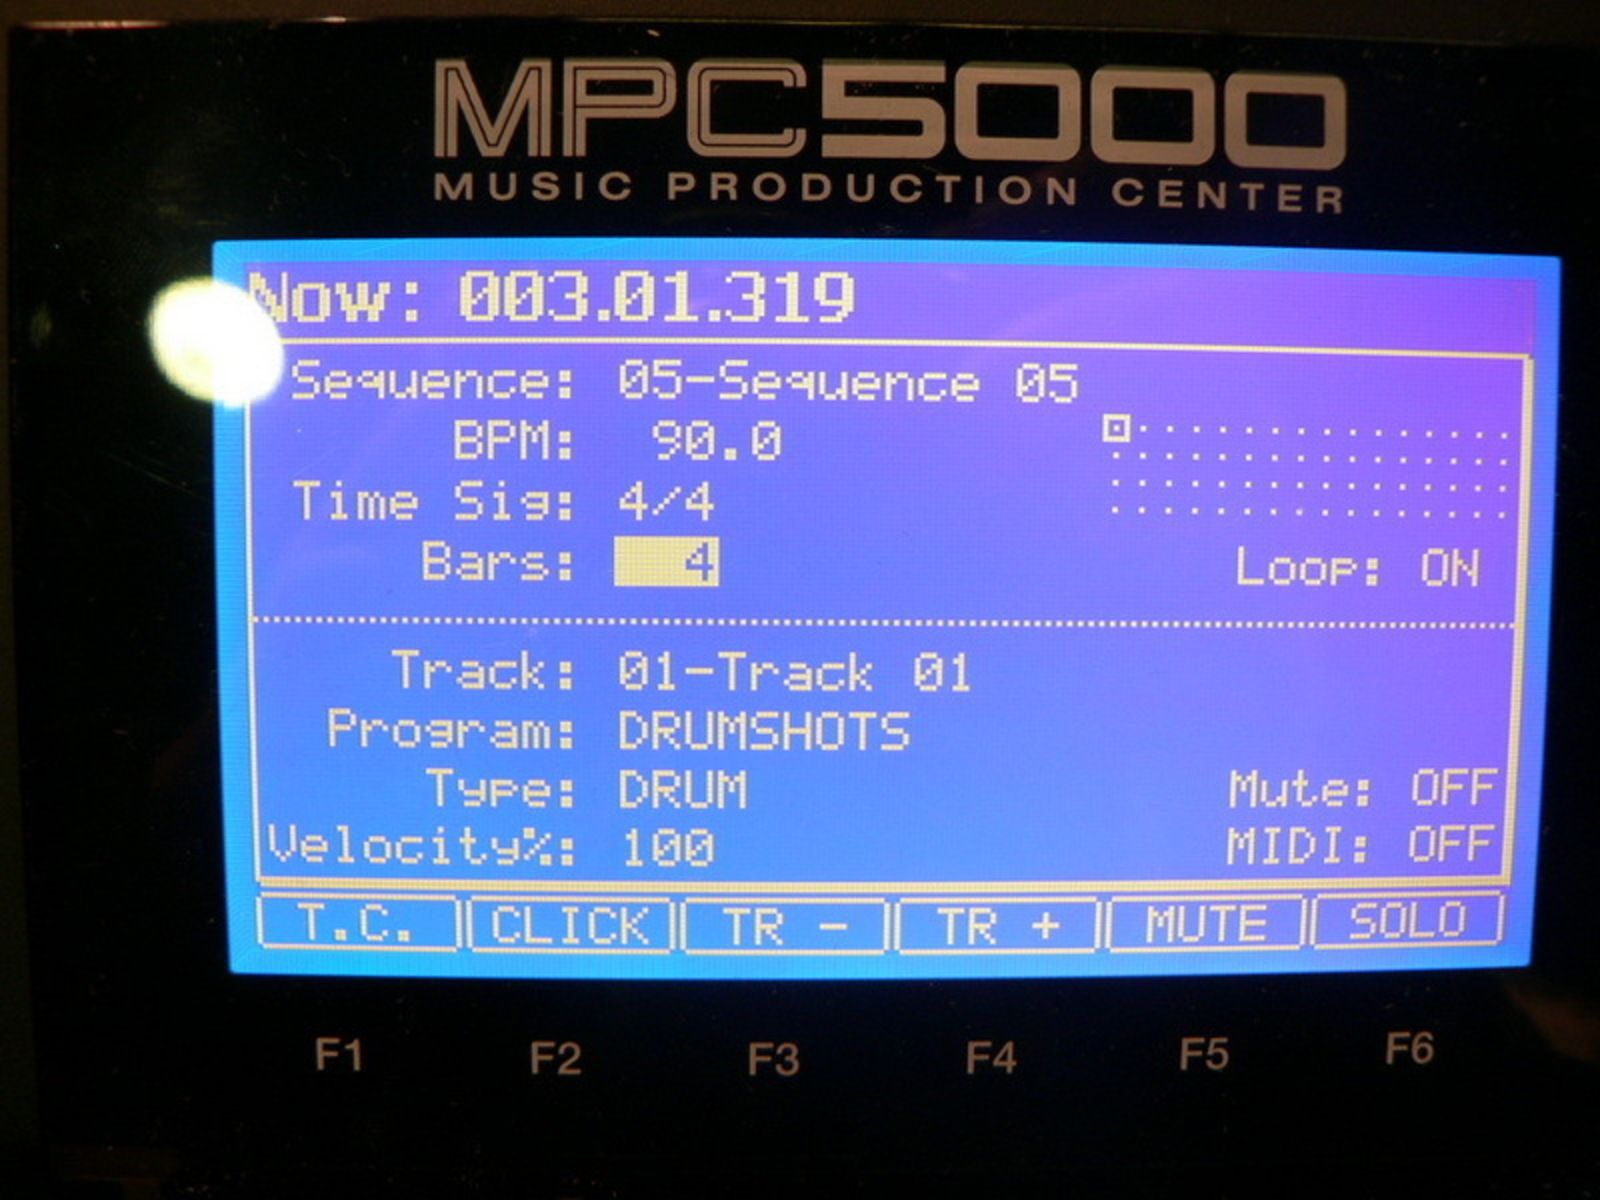 MPC5000
MUSIC PRODUCTION CENTER
Now: 003.01.319
Sequence: 05-Sequence 05
BPM: 90.0
Time Sig: 4/4
Bars: 4 Loop: ON
Track: 01-Track 01
Program: DRUMSHOTS
Type: DRUM Mute: OFF
Velocity%: 100 MIDI: OFF
T.C. CLICK TR - TR + MUTE SOLO
F1 F2 F3 F4 F5 F6